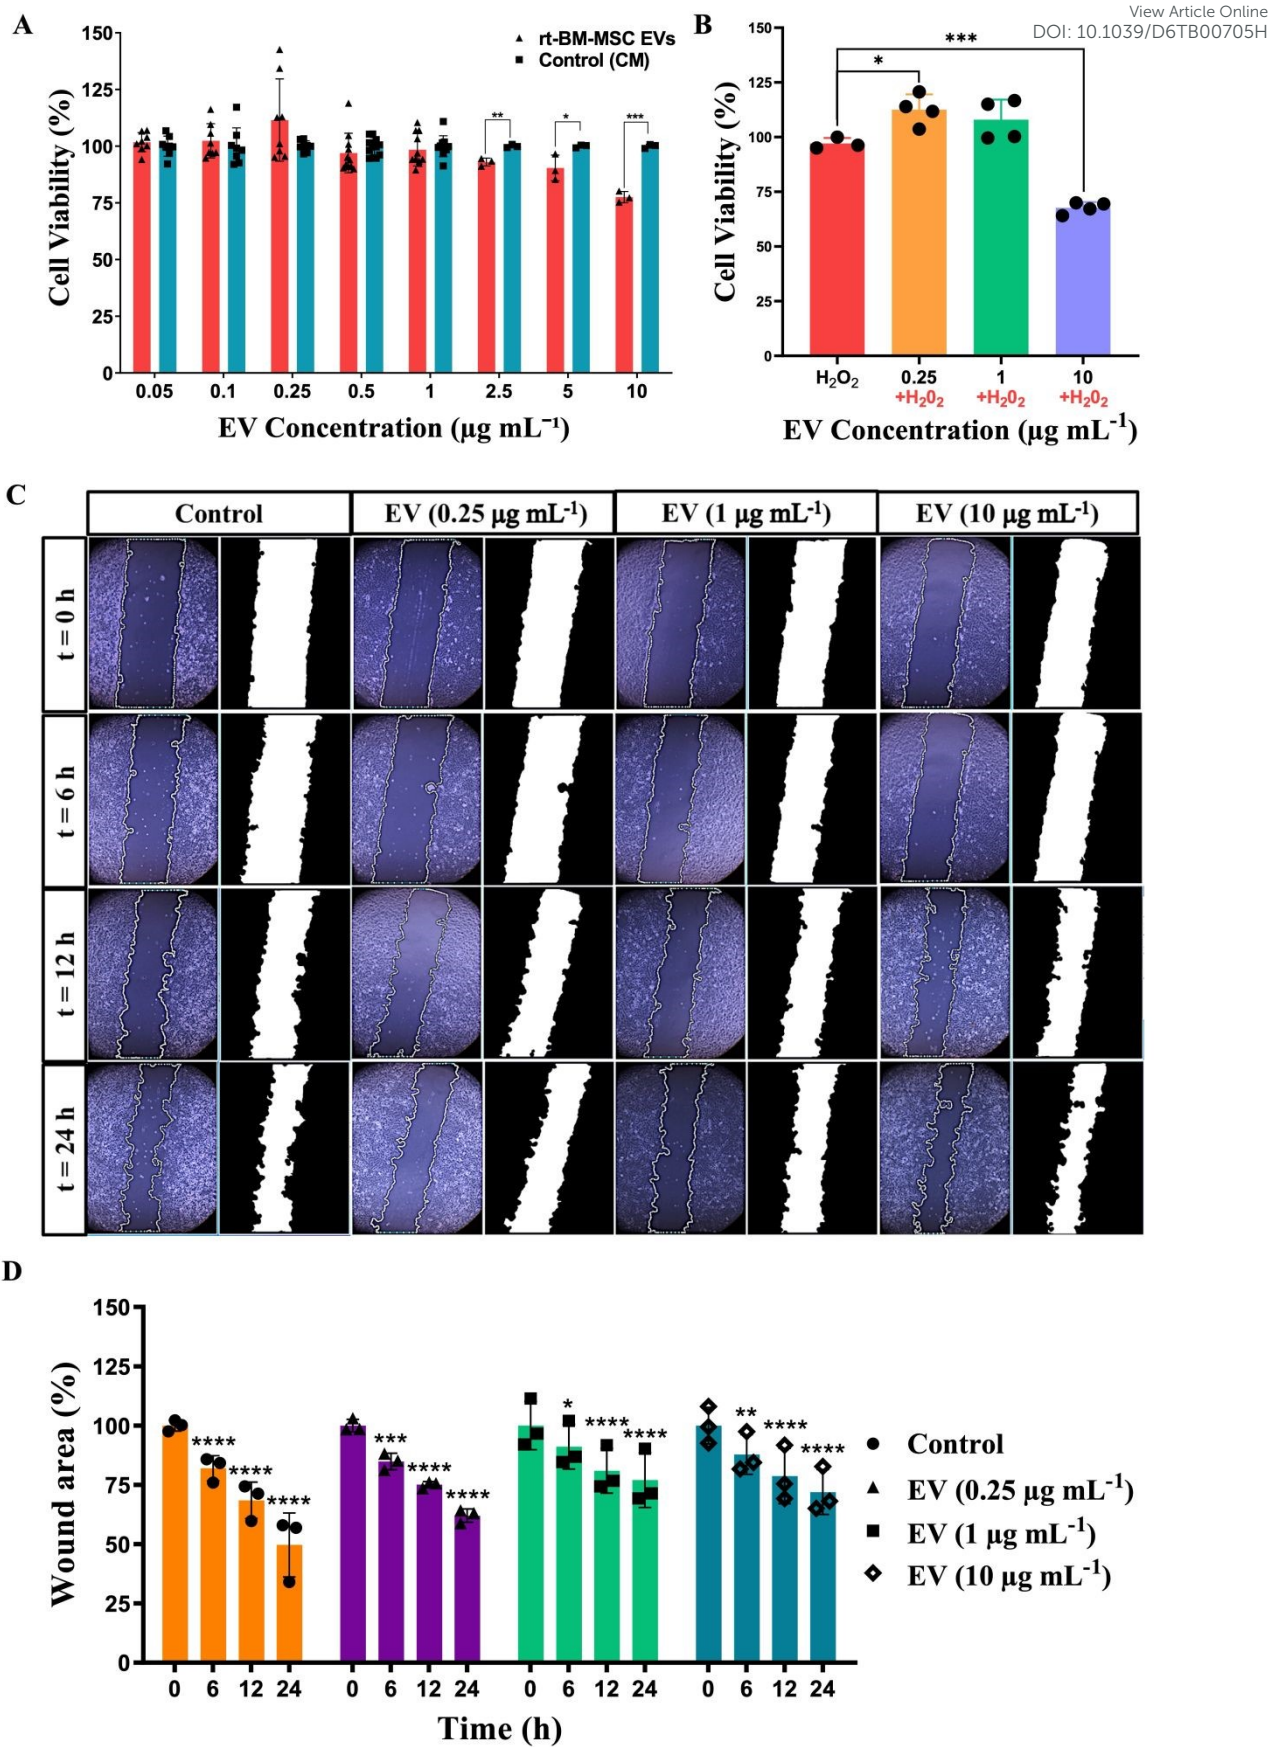 View Article Online
DOI: 10.1039/D6TB00705H
A
150
125
100
75
50
25
0
Cell Viability (%)
rt-BM-MSC EVs
Control (CM)
**
*
***
0.05 0.1 0.25 0.5 1 2.5 5 10
EV Concentration (µg mL⁻¹)
B
150
125
100
75
50
25
0
Cell Viability (%)
***
*
H₂O₂ 0.25 1 10
+H₂0₂ +H₂0₂ +H₂0₂
EV Concentration (µg mL⁻¹)
C
Control EV (0.25 µg mL⁻¹) EV (1 µg mL⁻¹) EV (10 µg mL⁻¹)
t = 0 h
t = 6 h
t = 12 h
t = 24 h
D
150
125
100
75
50
25
0
Wound area (%)
**** **** ****
*** **** ****
* **** ****
** **** ****
0 6 12 24 0 6 12 24 0 6 12 24 0 6 12 24
Time (h)
Control
EV (0.25 µg mL⁻¹)
EV (1 µg mL⁻¹)
EV (10 µg mL⁻¹)